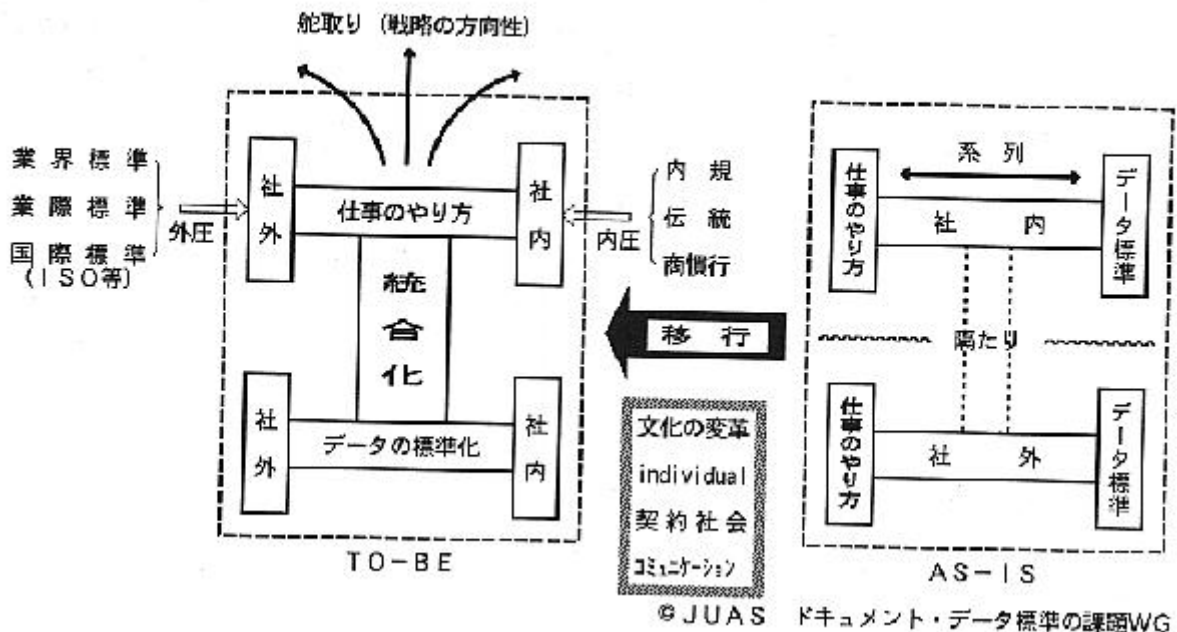 舵取り（戦略の方向性）
業界標準
業際標準
国際標準
（ISO等）
外圧
社外
仕事のやり方
社内
内圧
内規
伝統
商慣行
統合化
社外
データの標準化
社内
TO-BE
移行
文化の変革
individual
契約社会
コミュニケーション
系列
仕事のやり方
社内
データ標準
隔たり
仕事のやり方
社外
データ標準
AS-IS
©JUAS ドキュメント・データ標準の課題WG